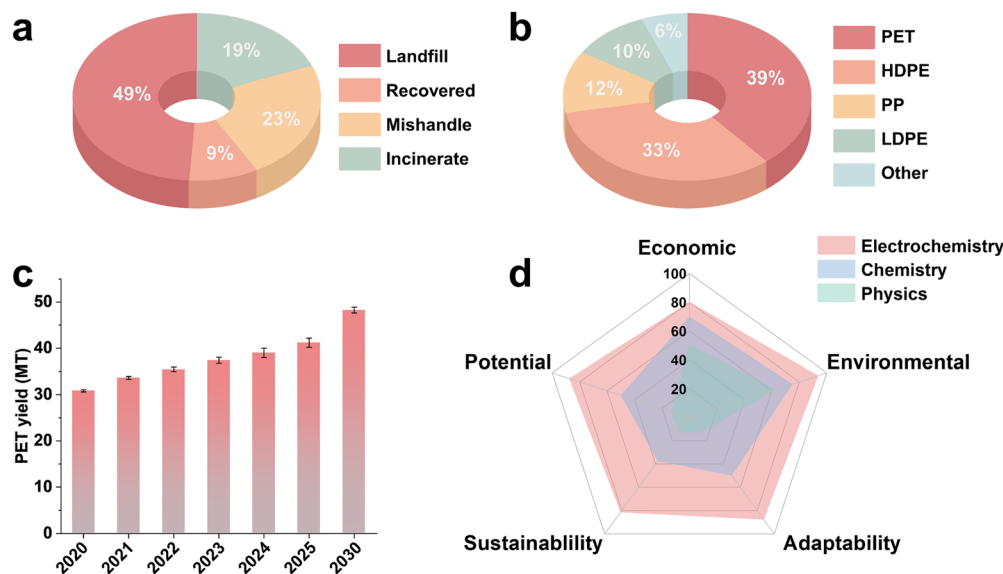 a
19%
49%
23%
9%
Landfill
Recovered
Mishandle
Incinerate
b
6%
10%
39%
12%
33%
PET
HDPE
PP
LDPE
Other
c
PET yield (MT)
50
40
30
20
10
0
2020
2021
2022
2023
2024
2025
2030
d
Electrochemistry
Chemistry
Physics
Economic
100
80
60
40
20
Potential
Environmental
Sustainablility
Adaptability